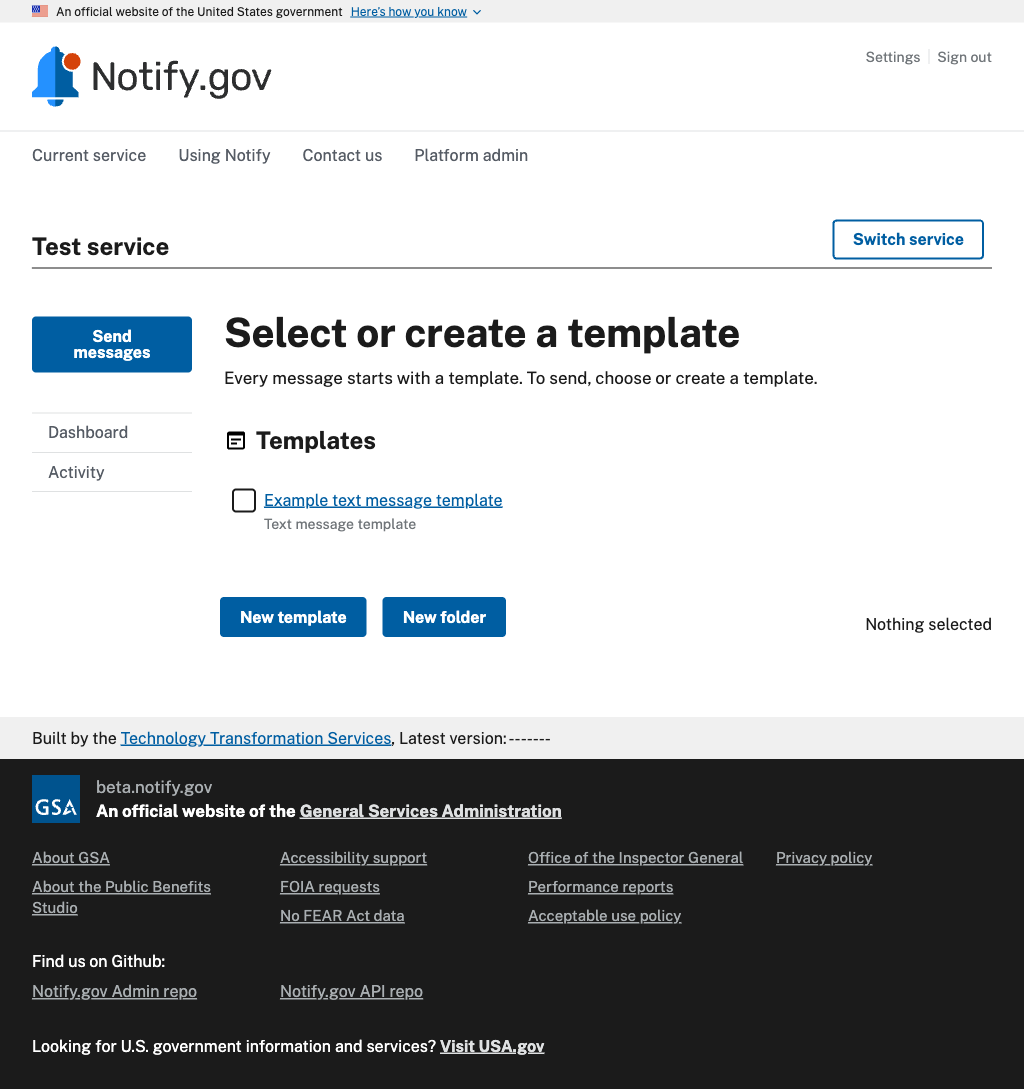 An official website of the United States government Here's how you know
Notify.gov
Settings Sign out
Current service Using Notify Contact us Platform admin
Test service
Switch service
Send
messages
Dashboard
Activity
Select or create a template
Every message starts with a template. To send, choose or create a template.
Templates
Example text message template
Text message template
New template New folder
Nothing selected
Built by the Technology Transformation Services, Latest version:-------
GSA
beta.notify.gov
An official website of the General Services Administration
About GSA
About the Public Benefits
Studio
Accessibility support
FOIA requests
No FEAR Act data
Office of the Inspector General
Performance reports
Acceptable use policy
Privacy policy
Find us on Github:
Notify.gov Admin repo Notify.gov API repo
Looking for U.S. government information and services? Visit USA.gov